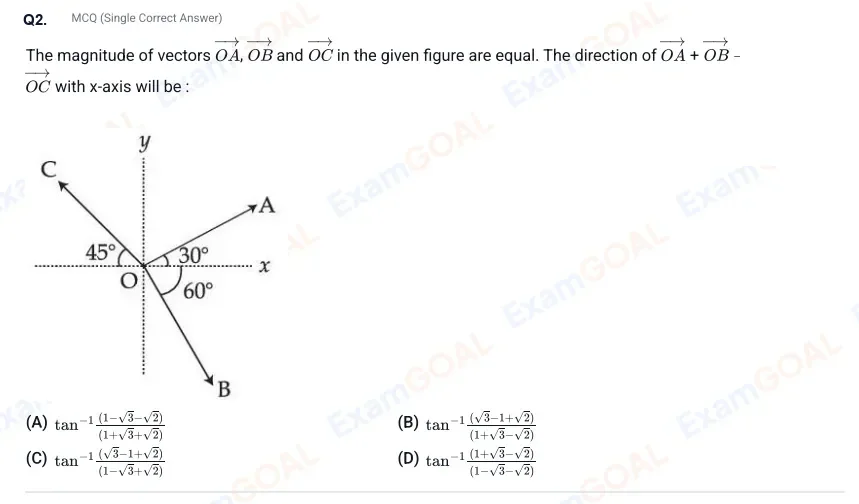 Q2. MCQ (Single Correct Answer)
The magnitude of vectors $\overrightarrow{OA}$, $\overrightarrow{OB}$ and $\overrightarrow{OC}$ in the given figure are equal. The direction of $\overrightarrow{OA}$ + $\overrightarrow{OB}$ −
$\overrightarrow{OC}$ with x-axis will be :
y
C
A
45°
30°
x
O
60°
B
(A) $\tan^{-1}\frac{(1-\sqrt{3}-\sqrt{2})}{(1+\sqrt{3}+\sqrt{2})}$ (B) $\tan^{-1}\frac{(\sqrt{3}-1+\sqrt{2})}{(1+\sqrt{3}-\sqrt{2})}$
(C) $\tan^{-1}\frac{(\sqrt{3}-1+\sqrt{2})}{(1-\sqrt{3}+\sqrt{2})}$ (D) $\tan^{-1}\frac{(1+\sqrt{3}-\sqrt{2})}{(1-\sqrt{3}-\sqrt{2})}$
ExamGOAL